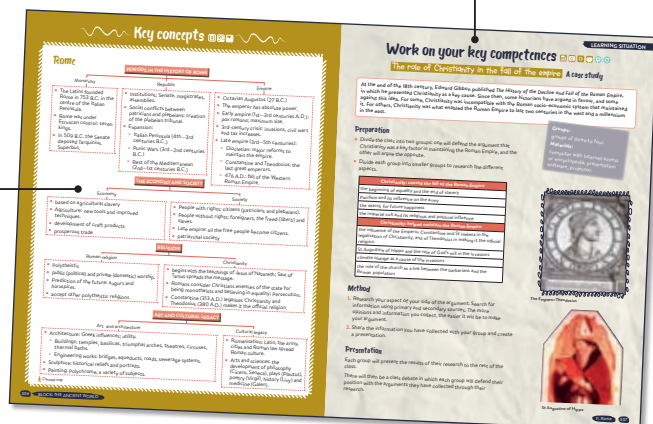 Key concepts
Rome
PERIODS IN THE HISTORY OF ROME
Monarchy
The Latins founded
Rome in 753 B.C. in the
centre of the Italian
Peninsula.
Rome was under
Etruscan control: seven
kings.
In 509 B.C. the Senate
deposed Tarquinius
Superbus.
Republic
Institutions: Senate, magistrates,
assemblies.
Social conflicts between
patricians and plebeians: creation
of the plebeian tribunal.
Expansion:
Italian Peninsula (4th–3rd
centuries B.C.)
Punic Wars (3rd–2nd centuries
B.C.)
Rest of the Mediterranean
(2nd–1st centuries B.C.)
Empire
Octavian Augustus (27 B.C.)
The emperor has absolute power.
Early empire (1st–3rd centuries A.D.):
pax romana; maximum size.
3rd-century crisis: invasions, civil wars
and tax increases.
Late empire (3rd–5th centuries):
Diocletian: major reforms to
maintain the empire.
Constantine and Theodosius: the
last great emperors.
476 A.D.: fall of the Western
Roman Empire.
THE ECONOMY AND SOCIETY
Economy
based on Agricultural slavery
Agriculture: new tools and improved
techniques.
development of craft products
prosperous trade
Society
People with rights: citizens (patricians, and plebeians).
People without rights: foreigners, the freed (liberti) and
slaves.
Late empire: all the free people become citizens.
patriarchal society
RELIGION
Roman religion
Polytheistic
public (political) and private (domestic) worship.
Prediction of the future: Augurs and
haruspices.
accept other polytheistic religions
Christianity
begins with the teachings of Jesus of Nazareth; Saul of
Tarsus spreads the message.
Romans consider Christians enemies of the state for
being monotheists and believing in equality: Persecution.
Constantine (313 A.D.) legalises Christianity and
Theodosius (380 A.D.) makes it the official religion.
ART AND CULTURAL LEGACY
Art and architecture
Architecture: Greek influences; utility.
Buildings: temples, basilicas, triumphal arches, theatres, circuses,
thermal baths.
Engineering works: bridges, aqueducts, roads, sewerage systems.
Sculpture: historical reliefs and portraits.
Painting: Polychrome, a variety of subjects.
Cultural legacy
Romanisation: Latin, the army,
cities and Roman law spread
Roman culture.
Arts and sciences: the
development of philosophy
(Cicero, Seneca), plays (Plautus),
poetry (Virgil), history (Livy) and
medicine (Galen).
BLOCK: THE ANCIENT WORLD
LEARNING SITUATION
Work on your key competences
The role of Christianity in the fall of the empire A case study
At the end of the 18th century, Edward Gibbon published The History of the Decline and Fall of the Roman Empire,
in which he presented Christianity as a key cause. Since then, some historians have argued in favour, and some
against this idea. For some, Christianity was incompatible with the Roman socio-economic system that maintained
it. For others, Christianity was what enabled the Roman Empire to last two centuries in the west and a millennium
in the east.
Preparation
Divide the class into two groups: one will defend the argument that
Christianity was a key factor in maintaining the Roman Empire, and the
other will argue the opposite.
Divide each group into smaller groups to research the different
aspects.
Groups:
groups of three to four
Materials:
computer with internet access
or encyclopedia, presentation
software, projector
Christianity: causing the fall of the Roman Empire
the beginning of equality and the end of slavery
Pacifism and its influence on the Army
the search for future happiness
the imperial cult and its religious and political influence
Christianity: helped maintain the Roman Empire
the influence of the Emperor Constantine and St Helena in the
legalisation of Christianity, and of Theodosius in making it the official
religion
St Augustine of Hippo and the role of God's will in the invasions
climate change as a cause of the invasions
the role of the church as a link between the barbarians and the
Roman population
Method
1. Research your aspect of your side of the argument. Search for
information using primary and secondary sources. The more
reasons and information you collect, the easier it will be to make
your argument.
2. Share the information you have collected with your group and create
a presentation.
Presentation
Each group will present the results of their research to the rest of the
class.
There will then be a class debate in which each group will defend their
position with the arguments they have collected through their
research.
The Emperor Theodosius
St Augustine of Hippo
11. Rome